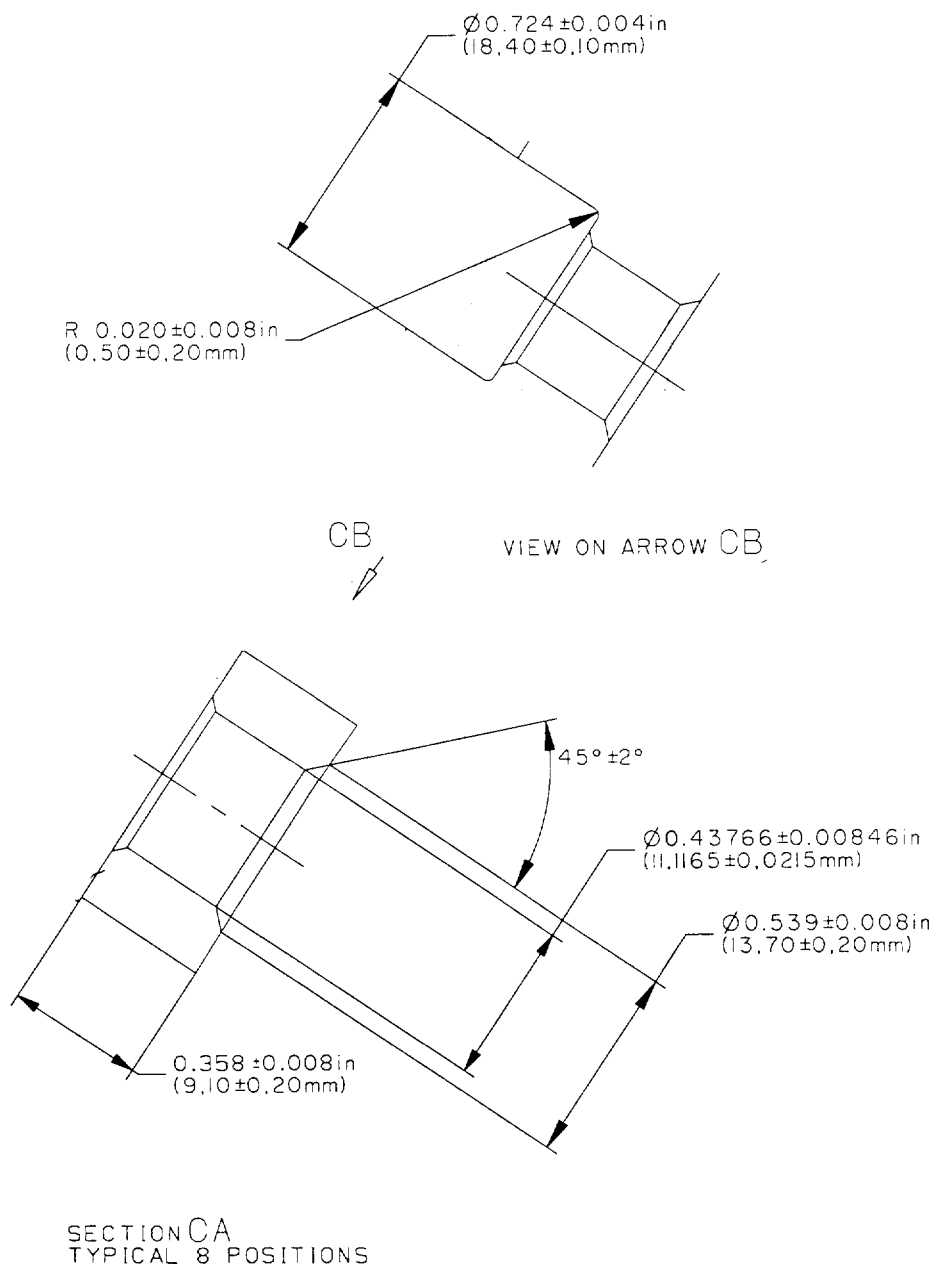 Ø0.724±0.004in
(18,40±0,10mm)
R 0.020±0.008in
(0,50±0,20mm)
CB
VIEW ON ARROW CB
45°±2°
Ø0.43766±0.00846in
(11,1165±0,0215mm)
Ø0.539±0.008in
(13,70±0,20mm)
0.358±0.008in
(9,10±0,20mm)
SECTION CA
TYPICAL 8 POSITIONS